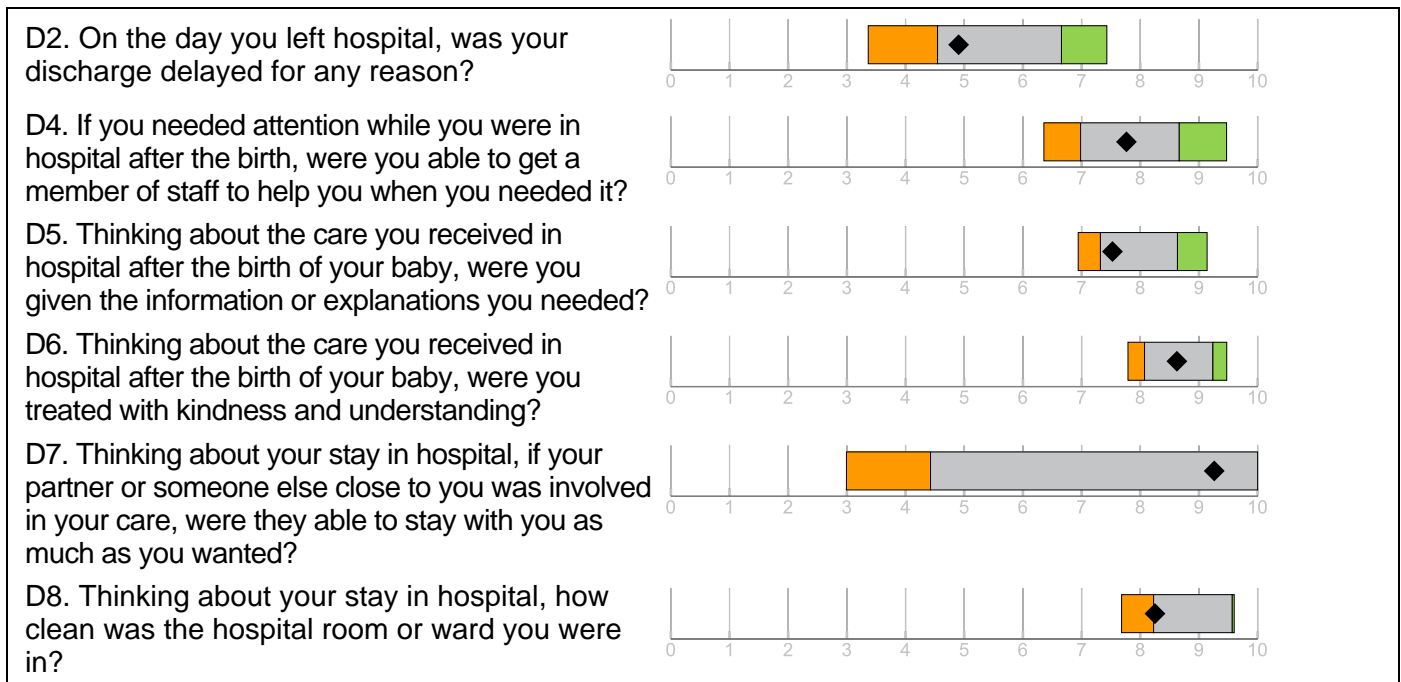 D2. On the day you left hospital, was your
discharge delayed for any reason?
0 1 2 3 4 5 6 7 8 9 10
D4. If you needed attention while you were in
hospital after the birth, were you able to get a
member of staff to help you when you needed it?
0 1 2 3 4 5 6 7 8 9 10
D5. Thinking about the care you received in
hospital after the birth of your baby, were you
given the information or explanations you needed?
0 1 2 3 4 5 6 7 8 9 10
D6. Thinking about the care you received in
hospital after the birth of your baby, were you
treated with kindness and understanding?
0 1 2 3 4 5 6 7 8 9 10
D7. Thinking about your stay in hospital, if your
partner or someone else close to you was involved
in your care, were they able to stay with you as
much as you wanted?
0 1 2 3 4 5 6 7 8 9 10
D8. Thinking about your stay in hospital, how
clean was the hospital room or ward you were
in?
0 1 2 3 4 5 6 7 8 9 10